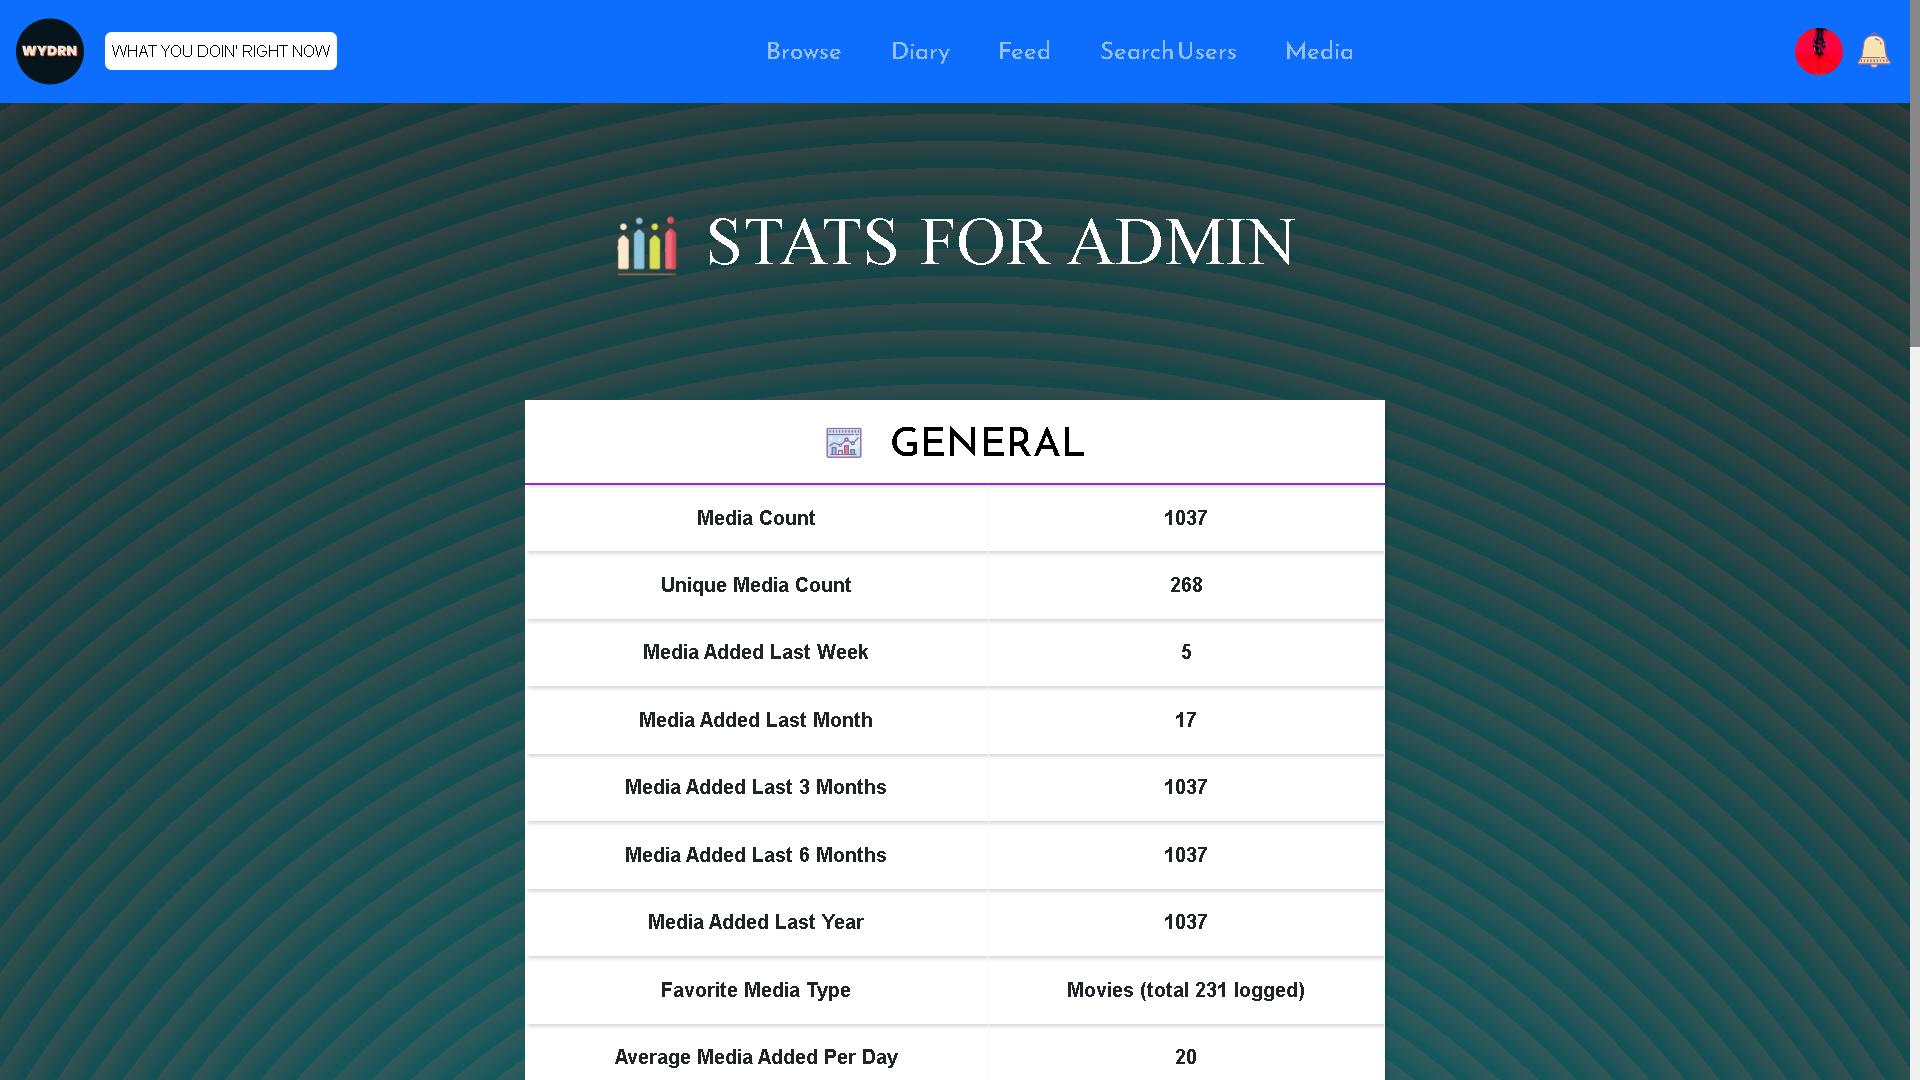 WYDRN
WHAT YOU DOIN' RIGHT NOW
Browse Diary Feed Search Users Media
STATS FOR ADMIN
GENERAL
Media Count 1037
Unique Media Count 268
Media Added Last Week 5
Media Added Last Month 17
Media Added Last 3 Months 1037
Media Added Last 6 Months 1037
Media Added Last Year 1037
Favorite Media Type Movies (total 231 logged)
Average Media Added Per Day 20